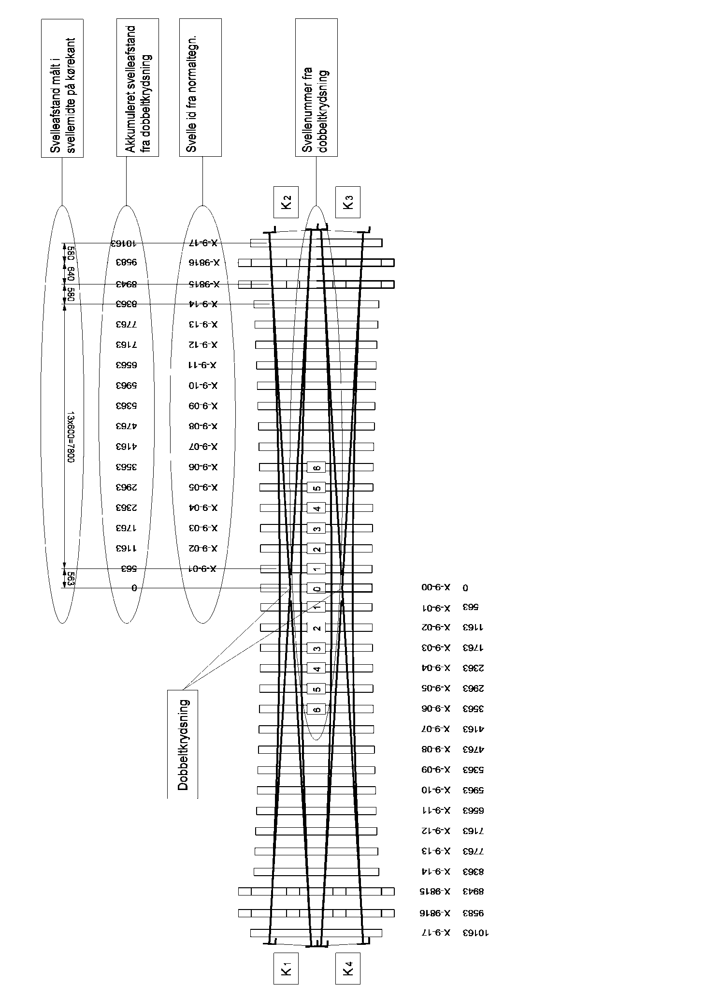 Svelleafstand målt i
svellemidte på kørekant
Akkumuleret svelleafstand
fra dobbeltkrydsning
Svelle id fra normaltegn.
Svellenummer fra
dobbeltkrydsning
K2
K3
580
640
580
13x600=7800
563
10163
9583
8943
8363
7763
7163
6563
5963
5363
4763
4163
3563
2963
2363
1763
1163
563
0
X-9-17
X-9816
X-9815
X-9-14
X-9-13
X-9-12
X-9-11
X-9-10
X-9-09
X-9-08
X-9-07
X-9-06
X-9-05
X-9-04
X-9-03
X-9-02
X-9-01
6
5
4
3
2
1
0
1
2
3
4
5
6
Dobbeltkrydsning
X-9-00 0
X-9-01 563
X-9-02 1163
X-9-03 1763
X-9-04 2363
X-9-05 2963
X-9-06 3563
X-9-07 4163
X-9-08 4763
X-9-09 5363
X-9-10 5963
X-9-11 6563
X-9-12 7163
X-9-13 7763
X-9-14 8363
X-9815 8943
X-9816 9583
X-9-17 10163
K1
K4